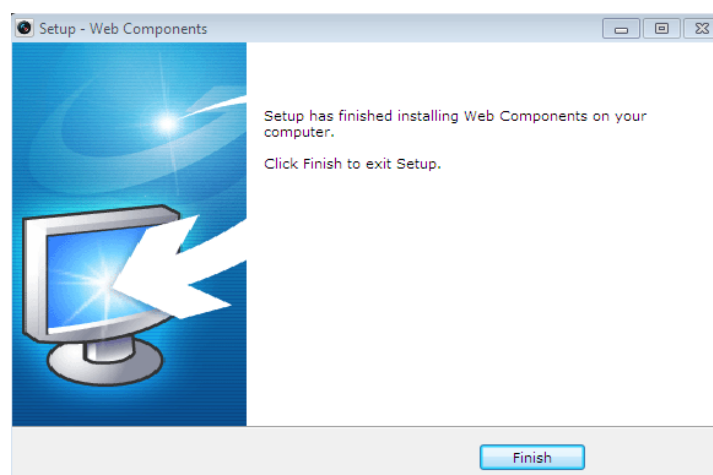 Setup - Web Components
Setup has finished installing Web Components on your
computer.
Click Finish to exit Setup.
Finish